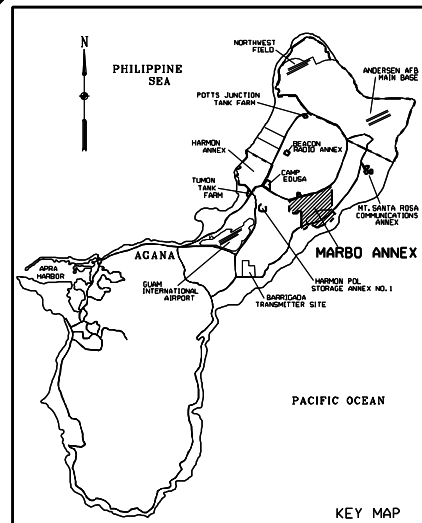 N
PHILIPPINE
SEA
NORTHWEST
FIELD
ANDERSEN AFB
MAIN BASE
POTTS JUNCTION
TANK FARM
HARMON
ANNEX
BEACON
RADIO ANNEX
CAMP
EDUSA
TUMON
TANK
FARM
MT. SANTA ROSA
COMMUNICATIONS
ANNEX
MARBO ANNEX
AGANA
APRA
HARBOR
GUAM
INTERNATIONAL
AIRPORT
HARMON POL
STORAGE ANNEX NO.1
BARRIGADA
TRANSMITTER SITE
PACIFIC OCEAN
KEY MAP